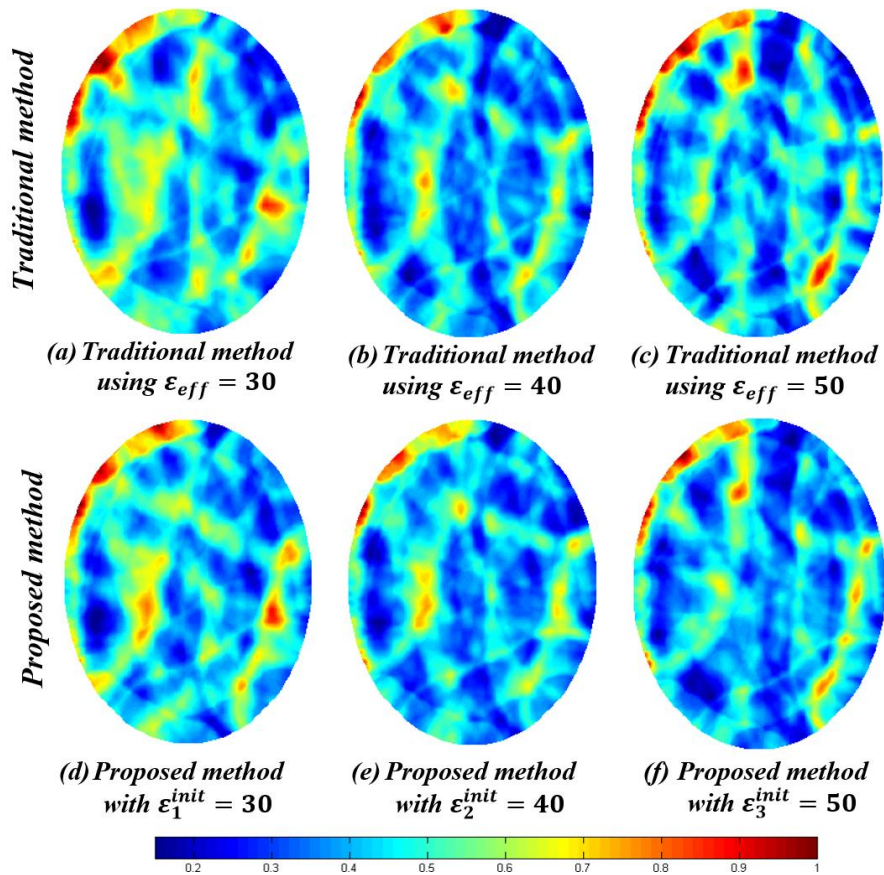 Traditional method
(a) Traditional method
using ε_eff = 30
(b) Traditional method
using ε_eff = 40
(c) Traditional method
using ε_eff = 50
Proposed method
(d) Proposed method
with ε_1^init = 30
(e) Proposed method
with ε_2^init = 40
(f) Proposed method
with ε_3^init = 50
0.2 0.3 0.4 0.5 0.6 0.7 0.8 0.9 1